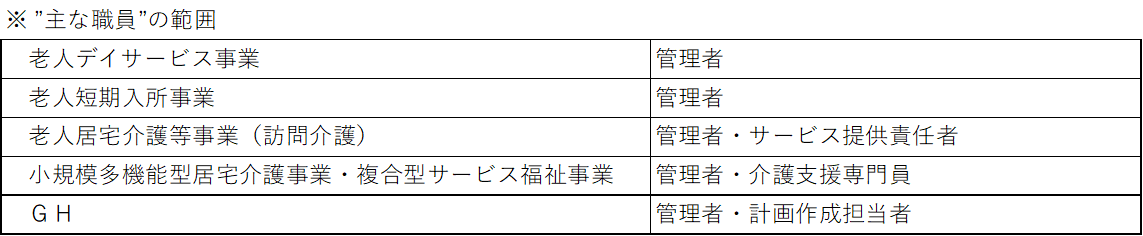 ※ ”主な職員”の範囲
老人デイサービス事業 管理者
老人短期入所事業 管理者
老人居宅介護等事業（訪問介護） 管理者・サービス提供責任者
小規模多機能型居宅介護事業・複合型サービス福祉事業 管理者・介護支援専門員
ＧＨ 管理者・計画作成担当者